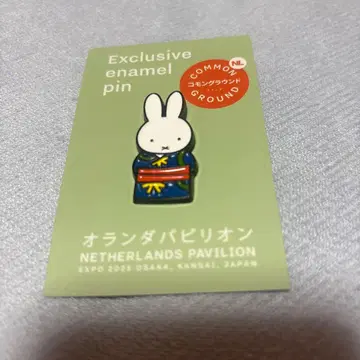 Exclusive
enamel
pin
NL
COMMON
コモングラウンド
GROUND
オランダパビリオン
NETHERLANDS PAVILION
EXPO 2025 OSAKA, KANSAI, JAPAN